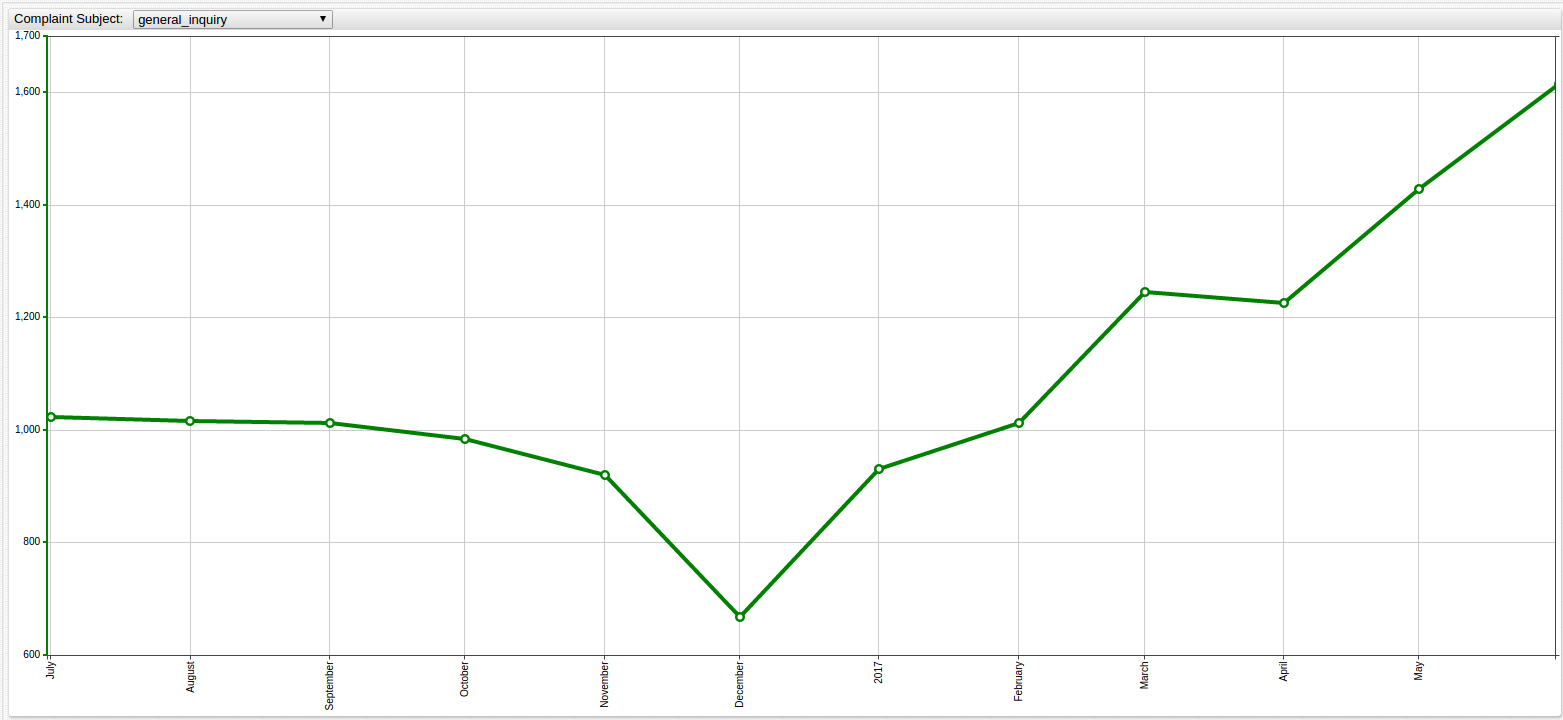 Complaint Subject: general_inquiry
1,700
1,600
1,400
1,200
1,000
800
600
July
August
September
October
November
December
2017
February
March
April
May